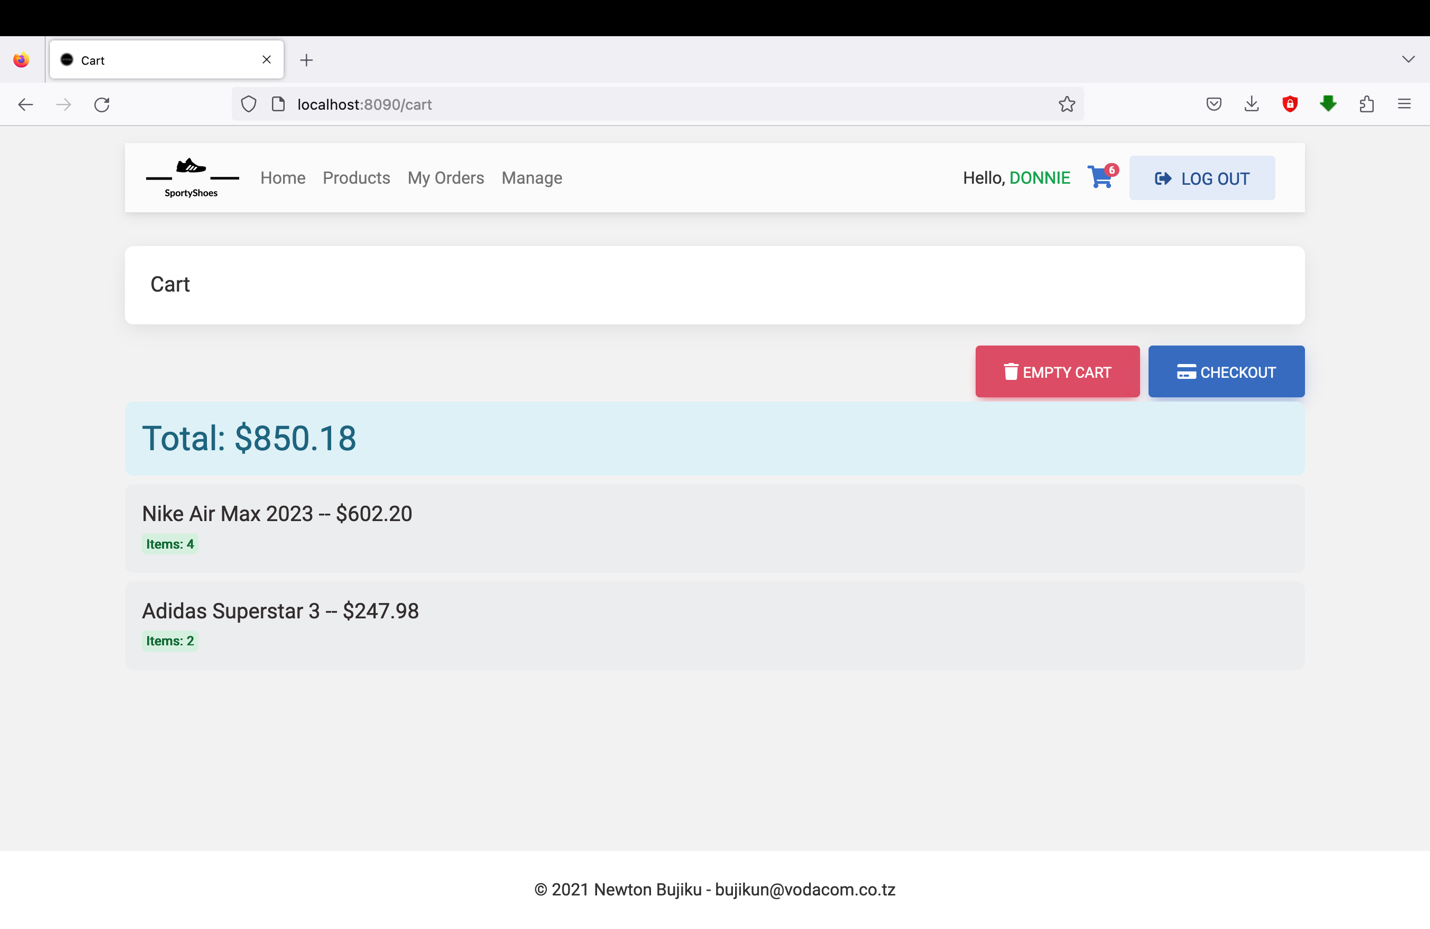 Cart
localhost:8090/cart
SportyShoes
Home Products My Orders Manage
Hello, DONNIE 6 LOG OUT
Cart
EMPTY CART CHECKOUT
Total: $850.18
Nike Air Max 2023 -- $602.20
Items: 4
Adidas Superstar 3 -- $247.98
Items: 2
© 2021 Newton Bujiku - bujikun@vodacom.co.tz